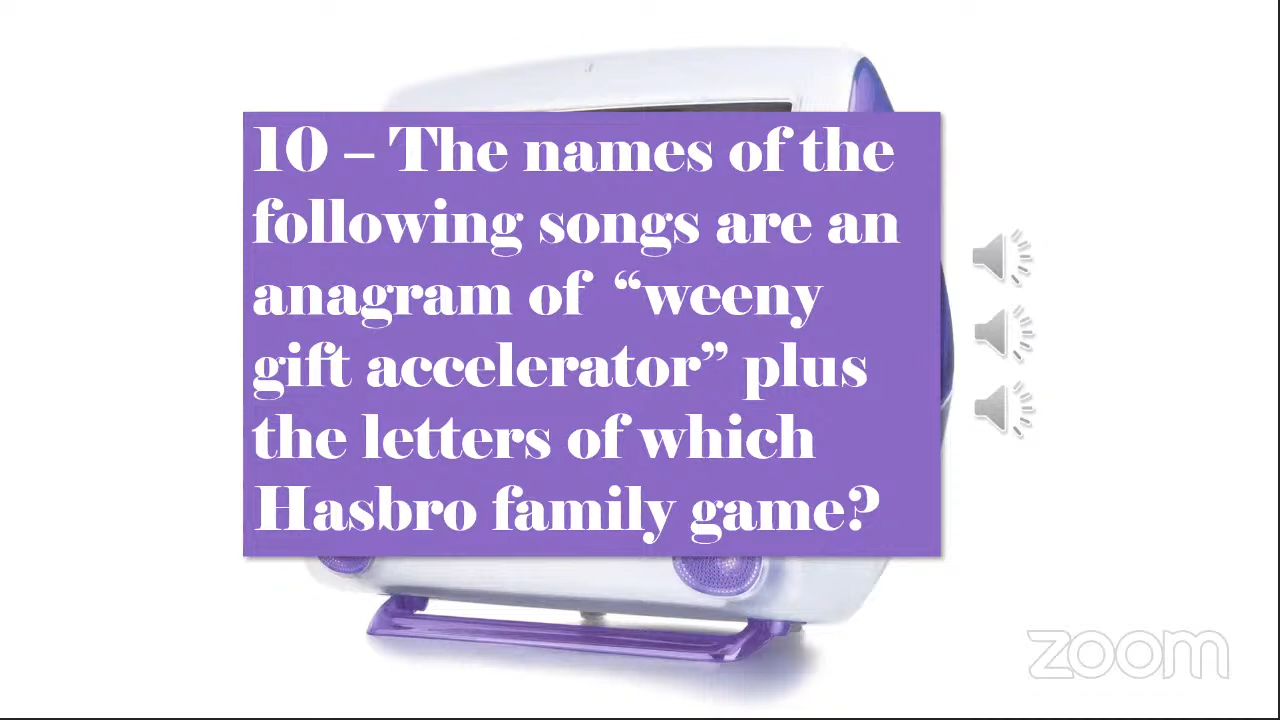 10 – The names of the
following songs are an
anagram of “weeny
gift accelerator” plus
the letters of which
Hasbro family game?
zoom